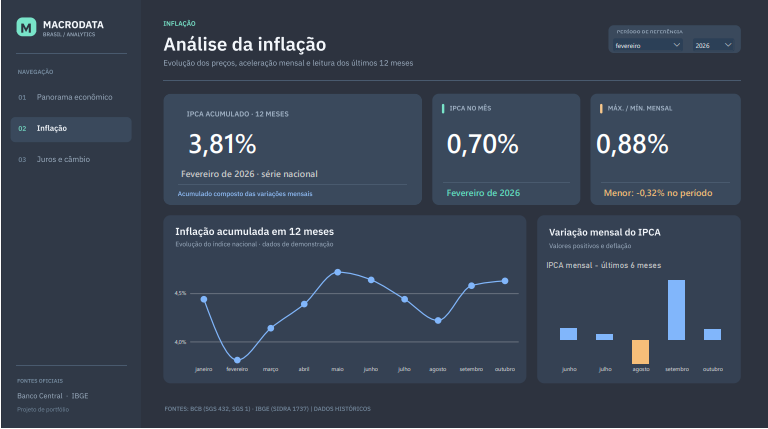 MACRODATA
BRASIL / ANALYTICS
NAVEGAÇÃO
01 Panorama econômico
02 Inflação
03 Juros e câmbio
FONTES OFICIAIS
Banco Central · IBGE
Projeto de portfólio
INFLAÇÃO
Análise da inflação
Evolução dos preços, aceleração mensal e leitura dos últimos 12 meses
PERÍODO DE REFERÊNCIA
fevereiro 2026
IPCA ACUMULADO · 12 MESES
3,81%
Fevereiro de 2026 · série nacional
Acumulado composto das variações mensais
IPCA NO MÊS
0,70%
Fevereiro de 2026
MÁX. / MÍN. MENSAL
0,88%
Menor: -0,32% no período
Inflação acumulada em 12 meses
Evolução do índice nacional · dados de demonstração
4,5%
4,0%
janeiro fevereiro março abril maio junho julho agosto setembro outubro
Variação mensal do IPCA
Valores positivos e deflação
IPCA mensal – últimos 6 meses
junho julho agosto setembro outubro
FONTES: BCB (SGS 432, SGS 1) · IBGE (SIDRA 1737) | DADOS HISTÓRICOS